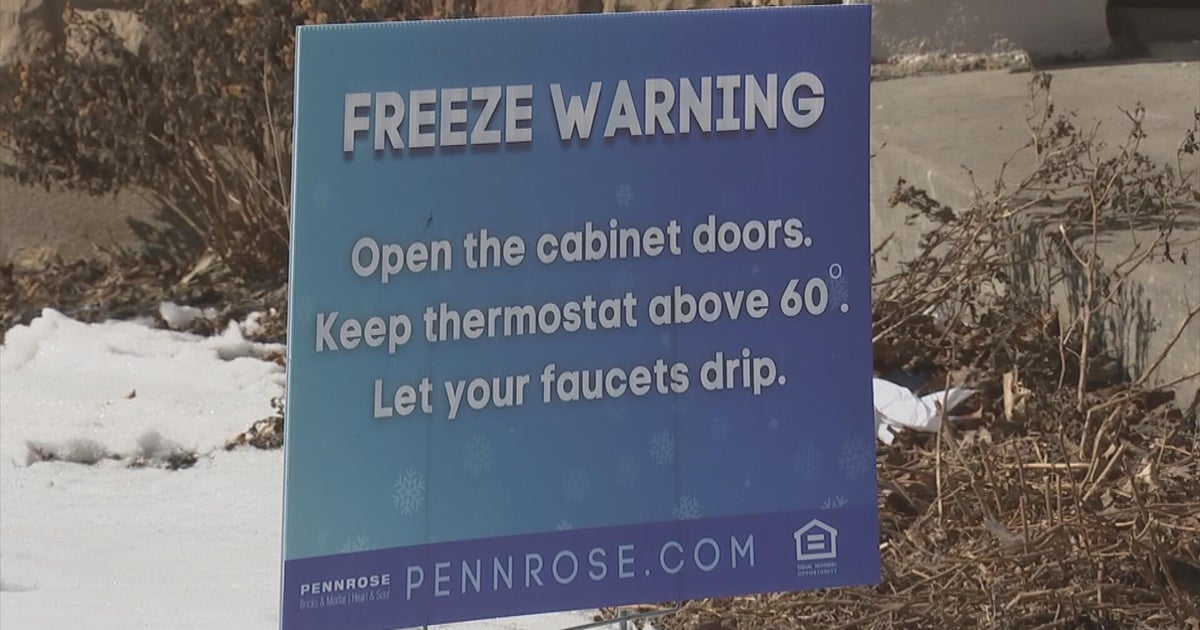 FREEZE WARNING
Open the cabinet doors.
Keep thermostat above 60°.
Let your faucets drip.
PENNROSE
Bricks & Mortar | Heart & Soul
PENNROSE.COM
EQUAL HOUSING
OPPORTUNITY